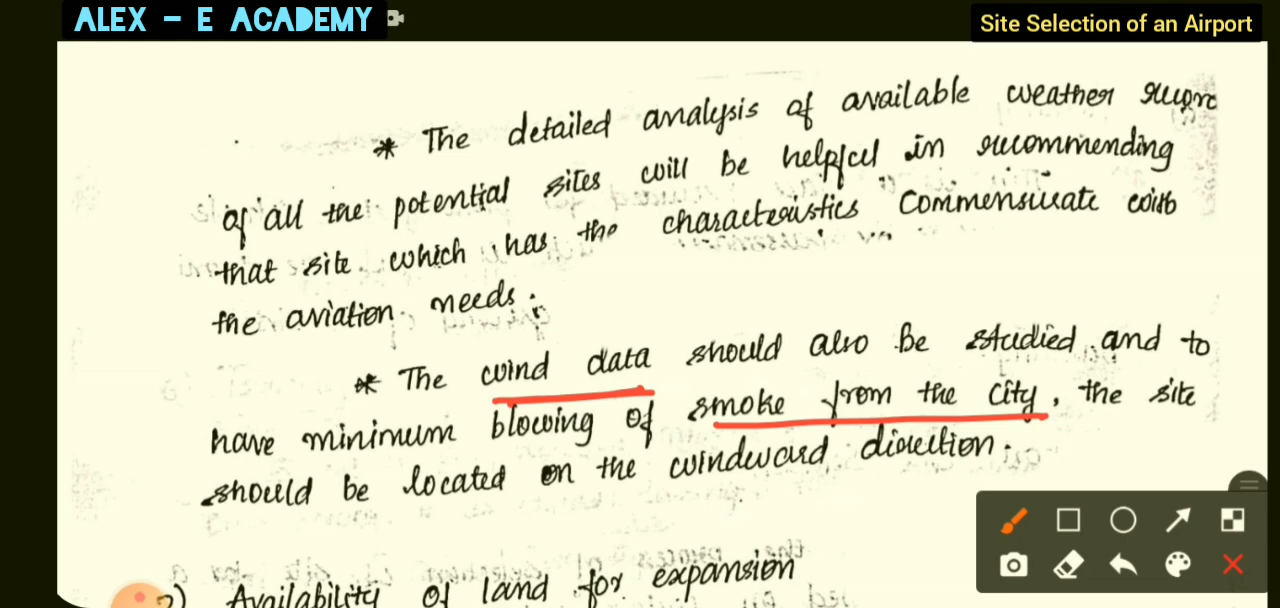 ALEX – E ACADEMY
Site Selection of an Airport
* The detailed analysis of available weather recorc
of all the potential sites will be helpful in recommending
that site which has the characteristics Commensurate with
the aviation needs.
* The wind data should also be studied and to
have minimum blowing of smoke from the City, the site
should be located on the windward direction.
) Availability of land for expansion